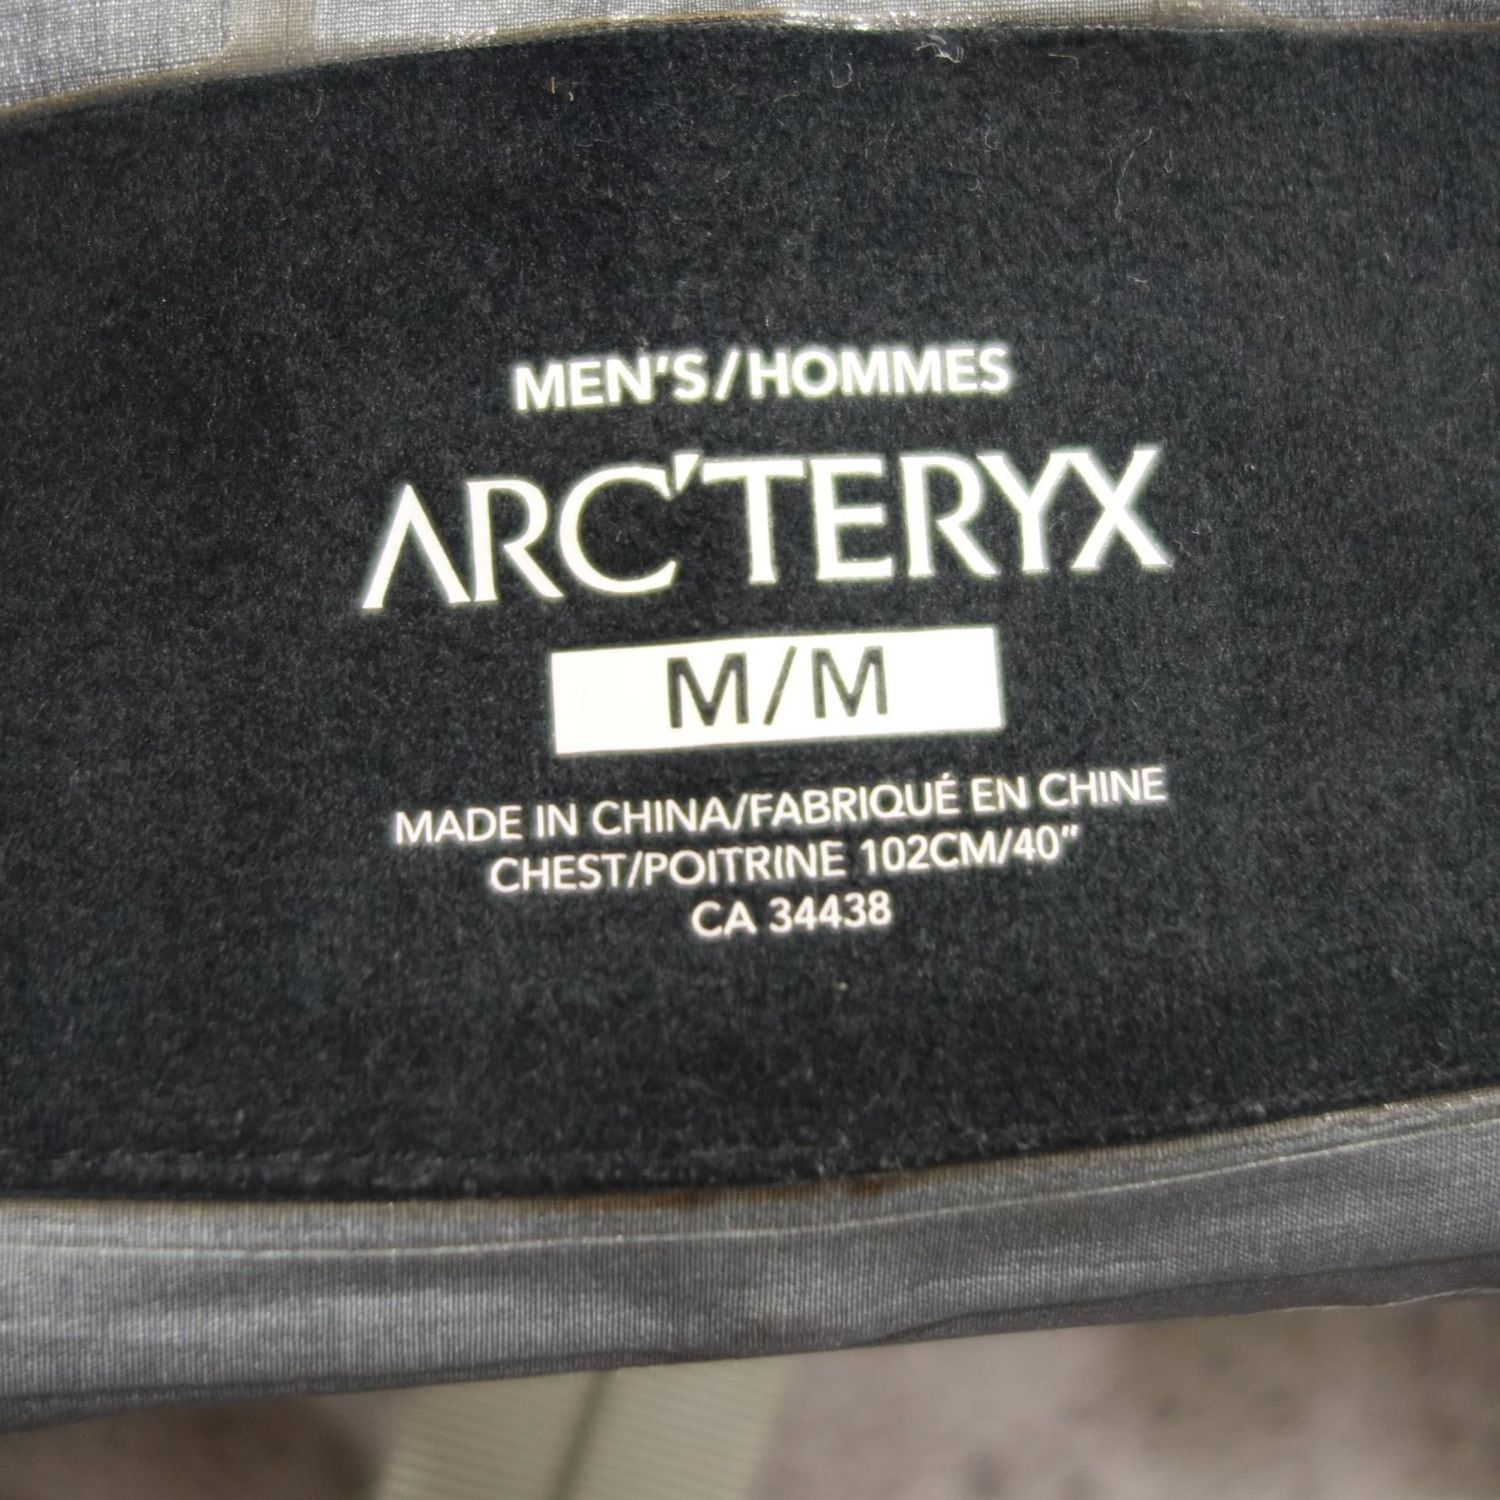 MEN'S/HOMMES
ARC'TERYX
M/M
MADE IN CHINA/FABRIQUÉ EN CHINE
CHEST/POITRINE 102CM/40"
CA 34438